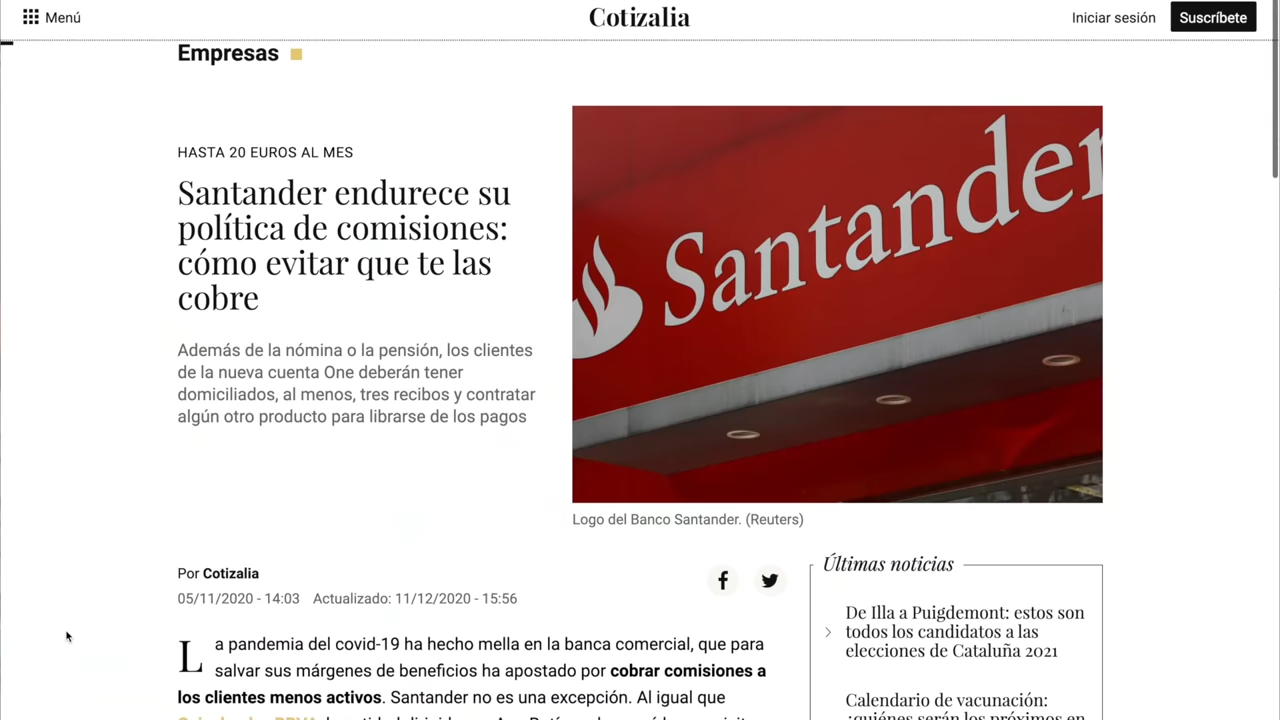 Menú
Cotizalia
Iniciar sesión
Suscríbete
Empresas
HASTA 20 EUROS AL MES
Santander endurece su
política de comisiones:
cómo evitar que te las
cobre
Además de la nómina o la pensión, los clientes
de la nueva cuenta One deberán tener
domiciliados, al menos, tres recibos y contratar
algún otro producto para librarse de los pagos
Santander
Logo del Banco Santander. (Reuters)
Por Cotizalia
05/11/2020 - 14:03 Actualizado: 11/12/2020 - 15:56
La pandemia del covid-19 ha hecho mella en la banca comercial, que para
salvar sus márgenes de beneficios ha apostado por cobrar comisiones a
los clientes menos activos. Santander no es una excepción. Al igual que
Últimas noticias
De Illa a Puigdemont: estos son
todos los candidatos a las
elecciones de Cataluña 2021
Calendario de vacunación:
¿quiénes serán los próximos en